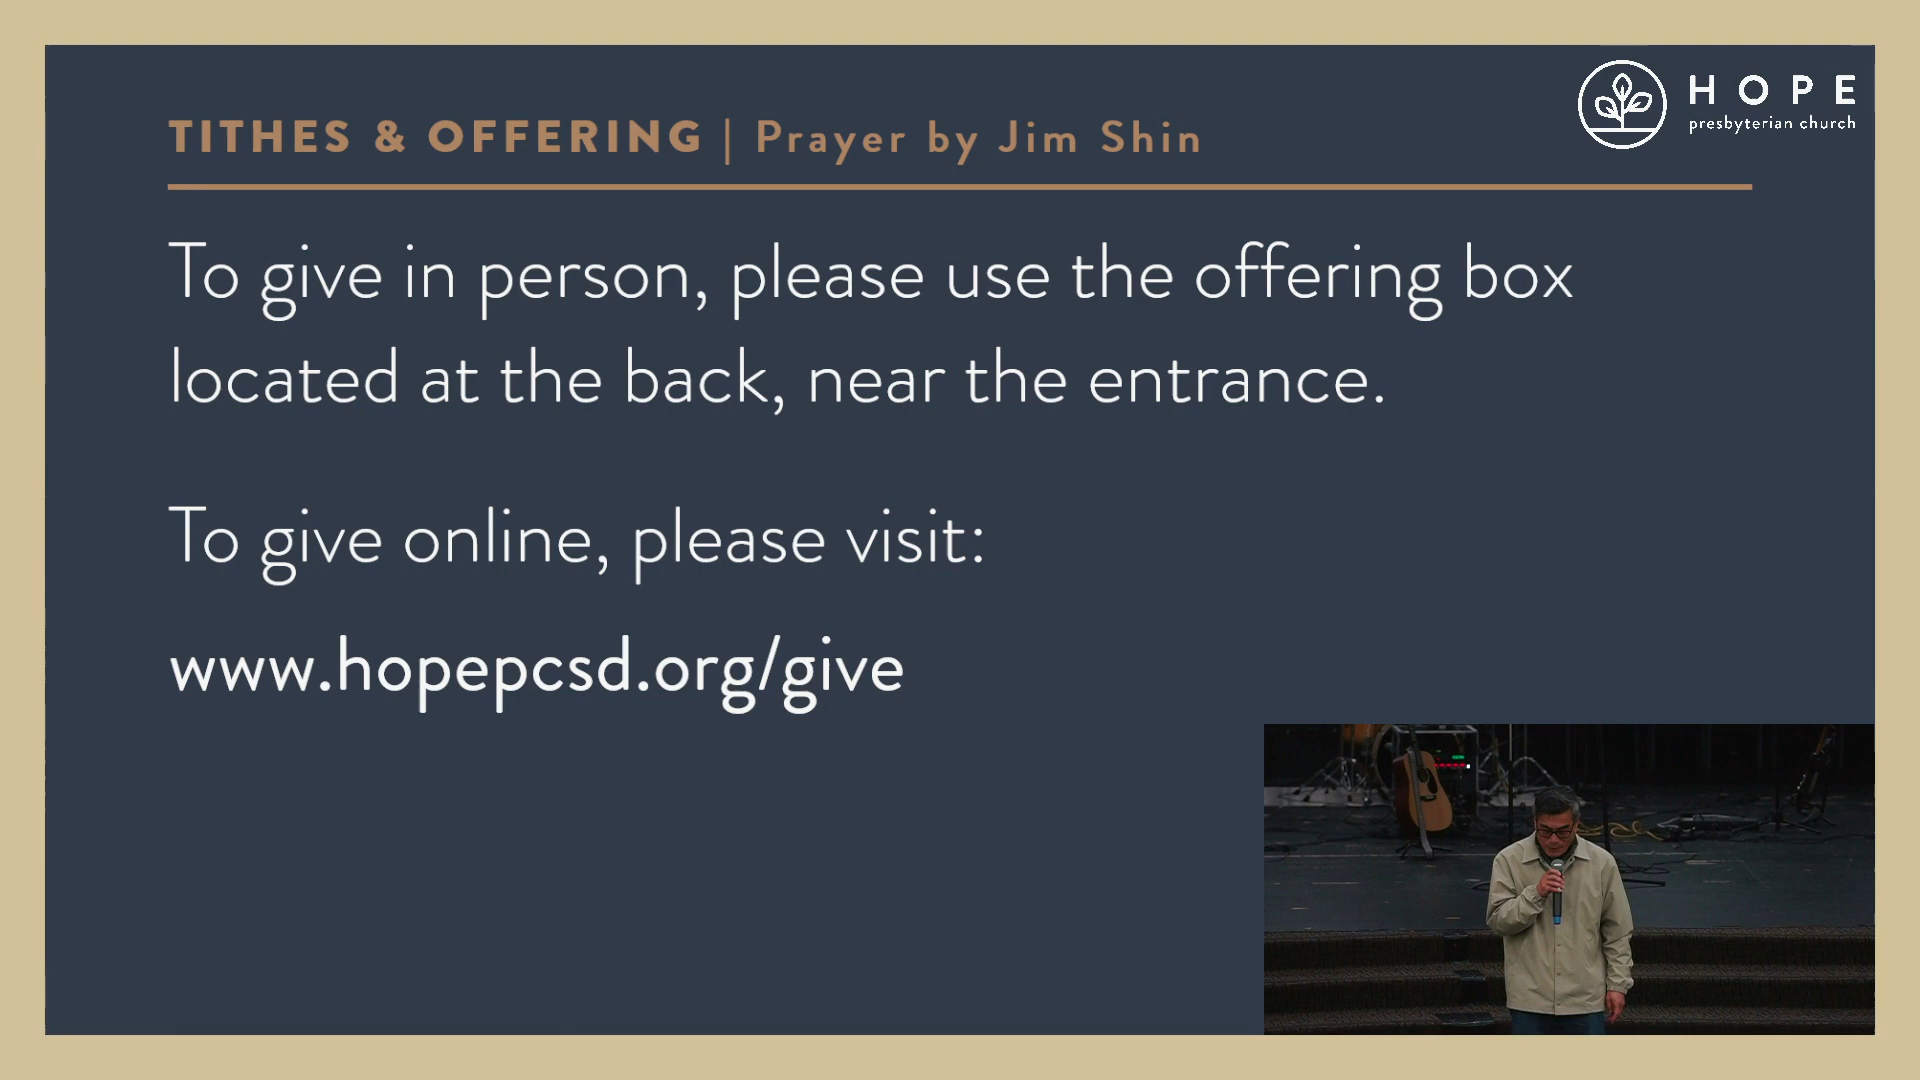 TITHES & OFFERING | Prayer by Jim Shin
HOPE
presbyterian church
To give in person, please use the offering box
located at the back, near the entrance.
To give online, please visit:
www.hopepcsd.org/give